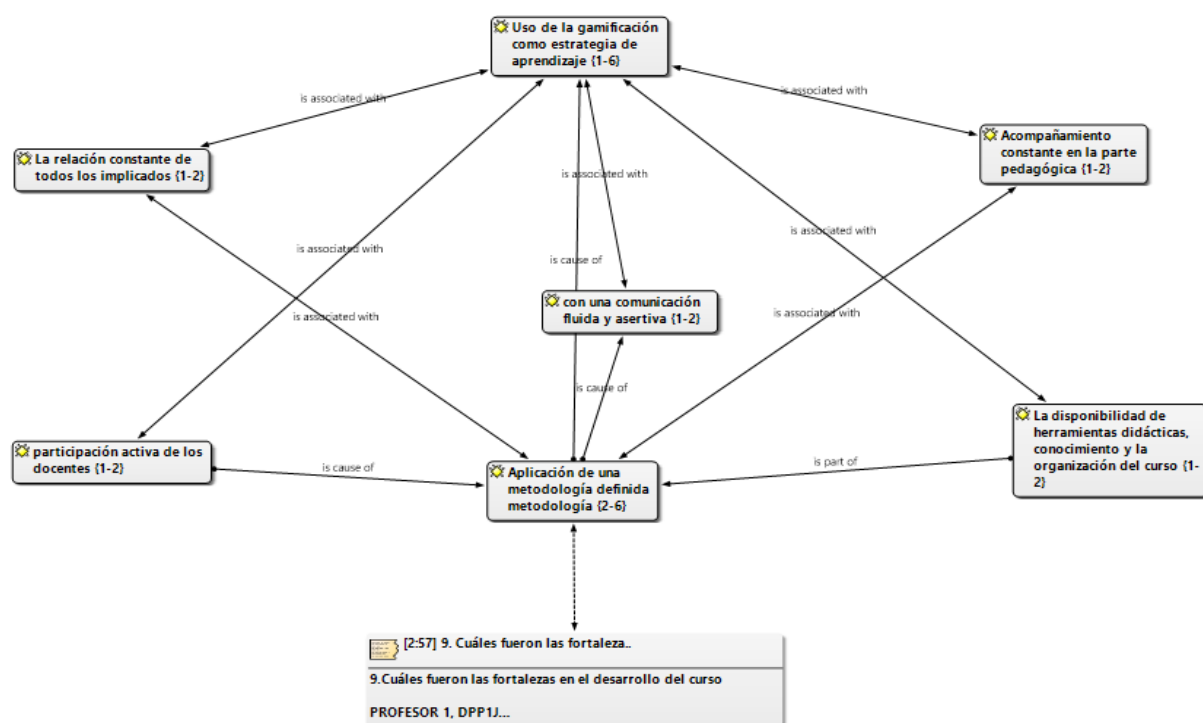 Uso de la gamificación
como estrategia de
aprendizaje {1-6}
is associated with
is associated with
La relación constante de
todos los implicados {1-2}
Acompañamiento
constante en la parte
pedagógica {1-2}
is associated with
is associated with
is associated with
is cause of
con una comunicación
fluida y asertiva {1-2}
is associated with
is associated with
is cause of
La disponibilidad de
herramientas didácticas,
conocimiento y la
organización del curso {1-
2}
participación activa de los
docentes {1-2}
is cause of
is part of
Aplicación de una
metodología definida
metodología {2-6}
[2:57] 9. Cuáles fueron las fortaleza..
9.Cuáles fueron las fortalezas en el desarrollo del curso
PROFESOR 1, DPP1J...